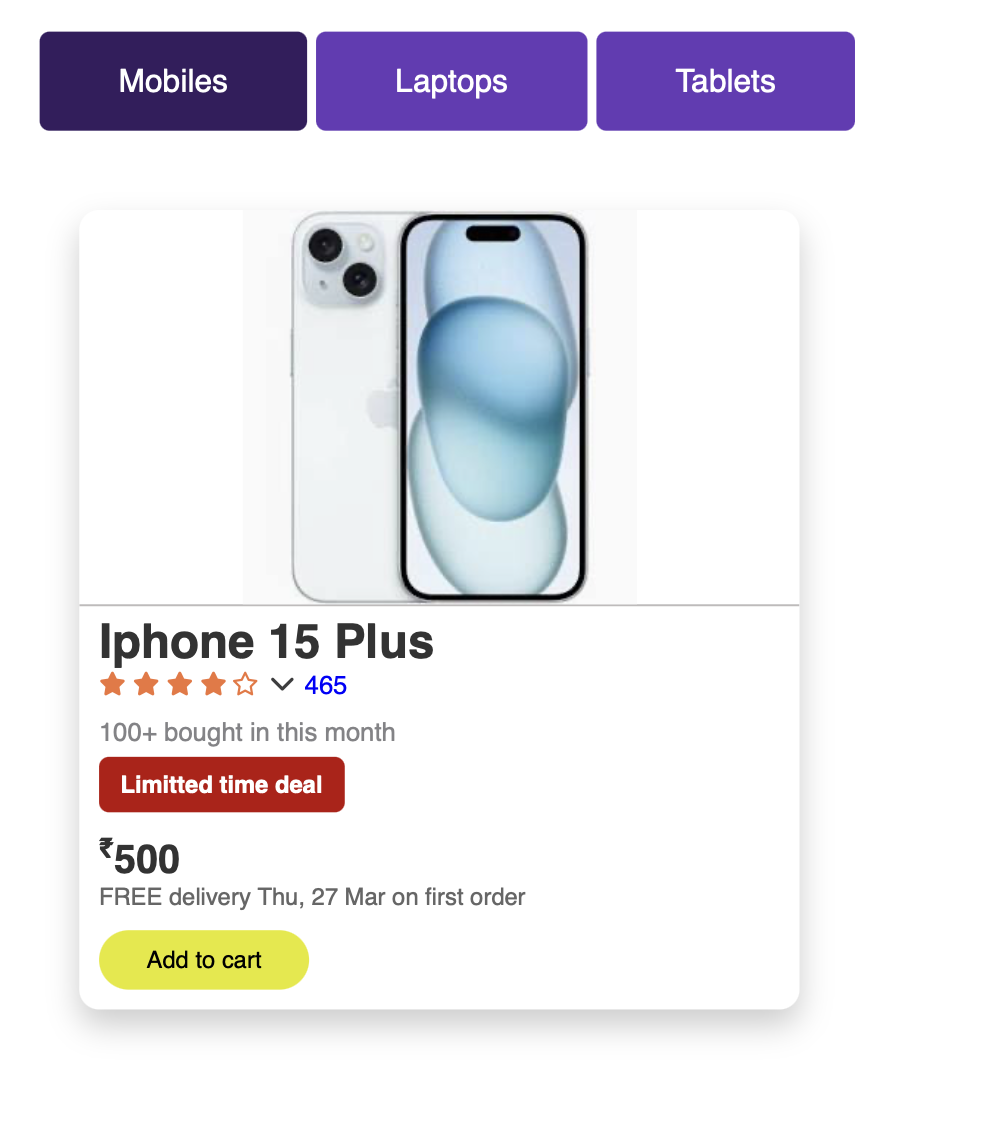 Mobiles
Laptops
Tablets
Iphone 15 Plus
465
100+ bought in this month
Limitted time deal
₹500
FREE delivery Thu, 27 Mar on first order
Add to cart